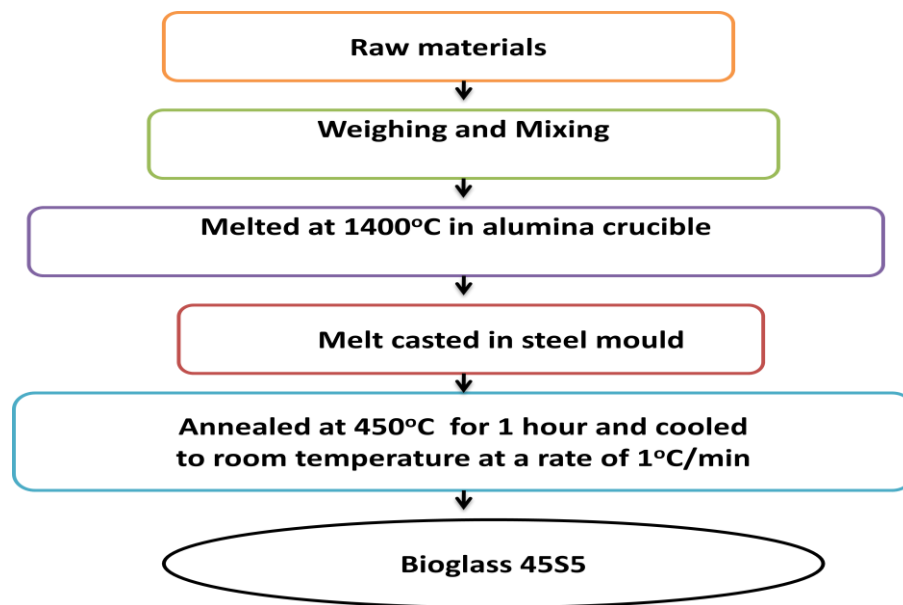 Raw materials
Weighing and Mixing
Melted at 1400ᵒC in alumina crucible
Melt casted in steel mould
Annealed at 450ᵒC for 1 hour and cooled
to room temperature at a rate of 1ᵒC/min
Bioglass 45S5